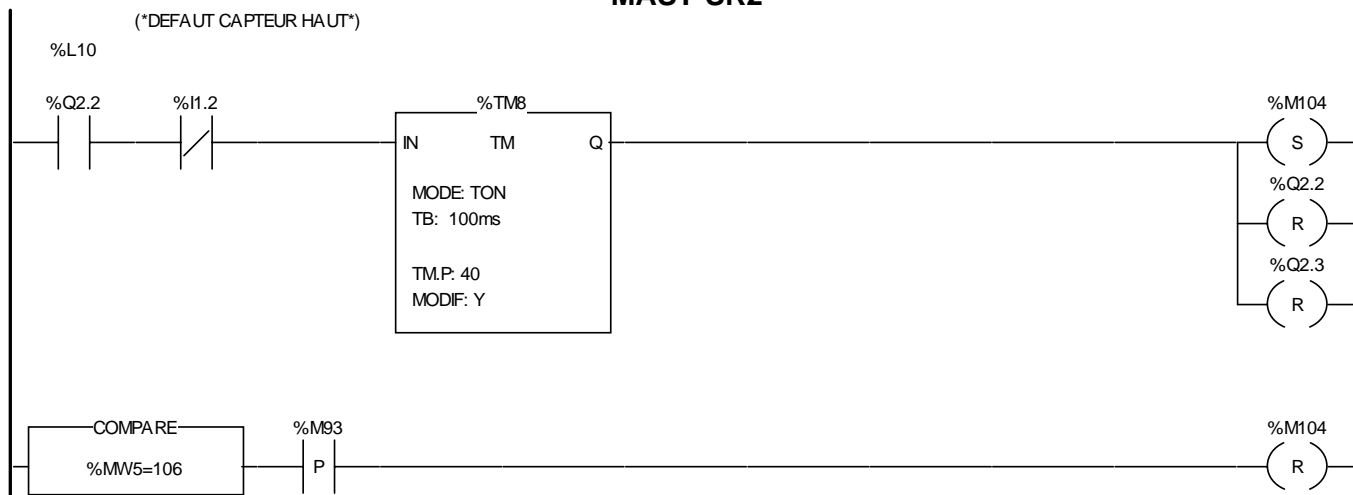 (*DEFAUT CAPTEUR HAUT*)
%L10
%Q2.2 %I1.2 %TM8 %M104
IN TM Q S
MODE: TON
%Q2.2
TB: 100ms
R
%Q2.3
TM.P: 40
MODIF: Y
R
COMPARE %M93 %M104
%MW5=106 P R